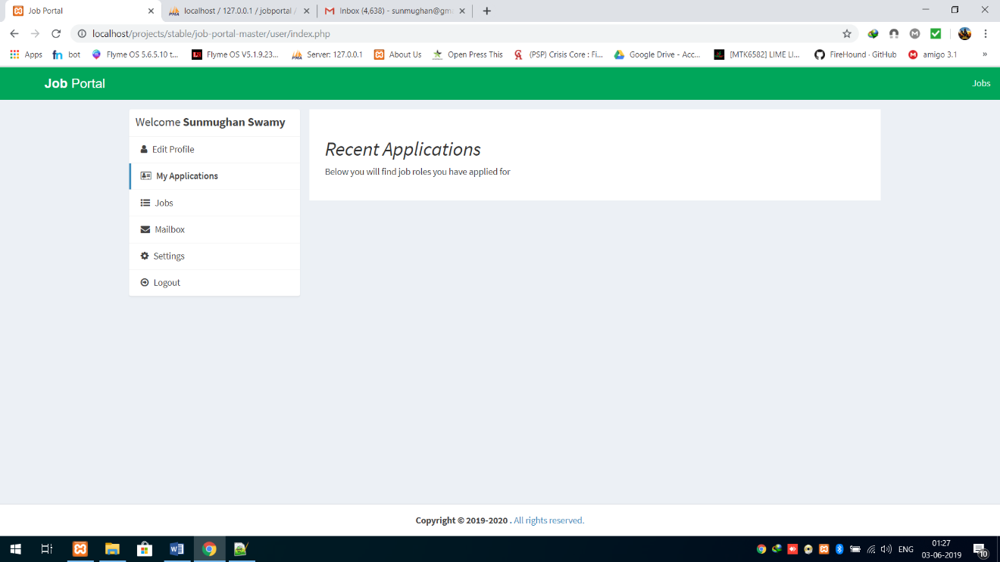 Job Portal
localhost / 127.0.0.1 / jobportal /
Inbox (4,638) - sunmughan@gm
localhost/projects/stable/job-portal-master/user/index.php
Apps
bot
Flyme OS 5.6.5.10 t...
Flyme OS V5.1.9.23...
Server: 127.0.0.1
About Us
Open Press This
(PSP) Crisis Core : Fi...
Google Drive - Acc...
[MTK6582] LIME LI...
FireHound · GitHub
amigo 3.1
»
Job Portal
Jobs
Welcome Sunmughan Swamy
Edit Profile
My Applications
Jobs
Mailbox
Settings
Logout
Recent Applications
Below you will find job roles you have applied for
Copyright © 2019-2020 . All rights reserved.
ENG
01:27
03-06-2019
10